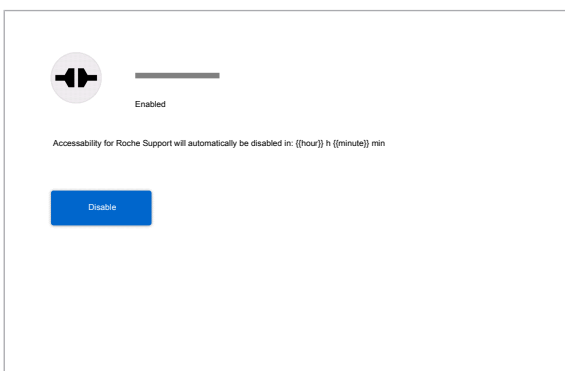 Enabled
Accessability for Roche Support will automatically be disabled in: {{hour}} h {{minute}} min
Disable